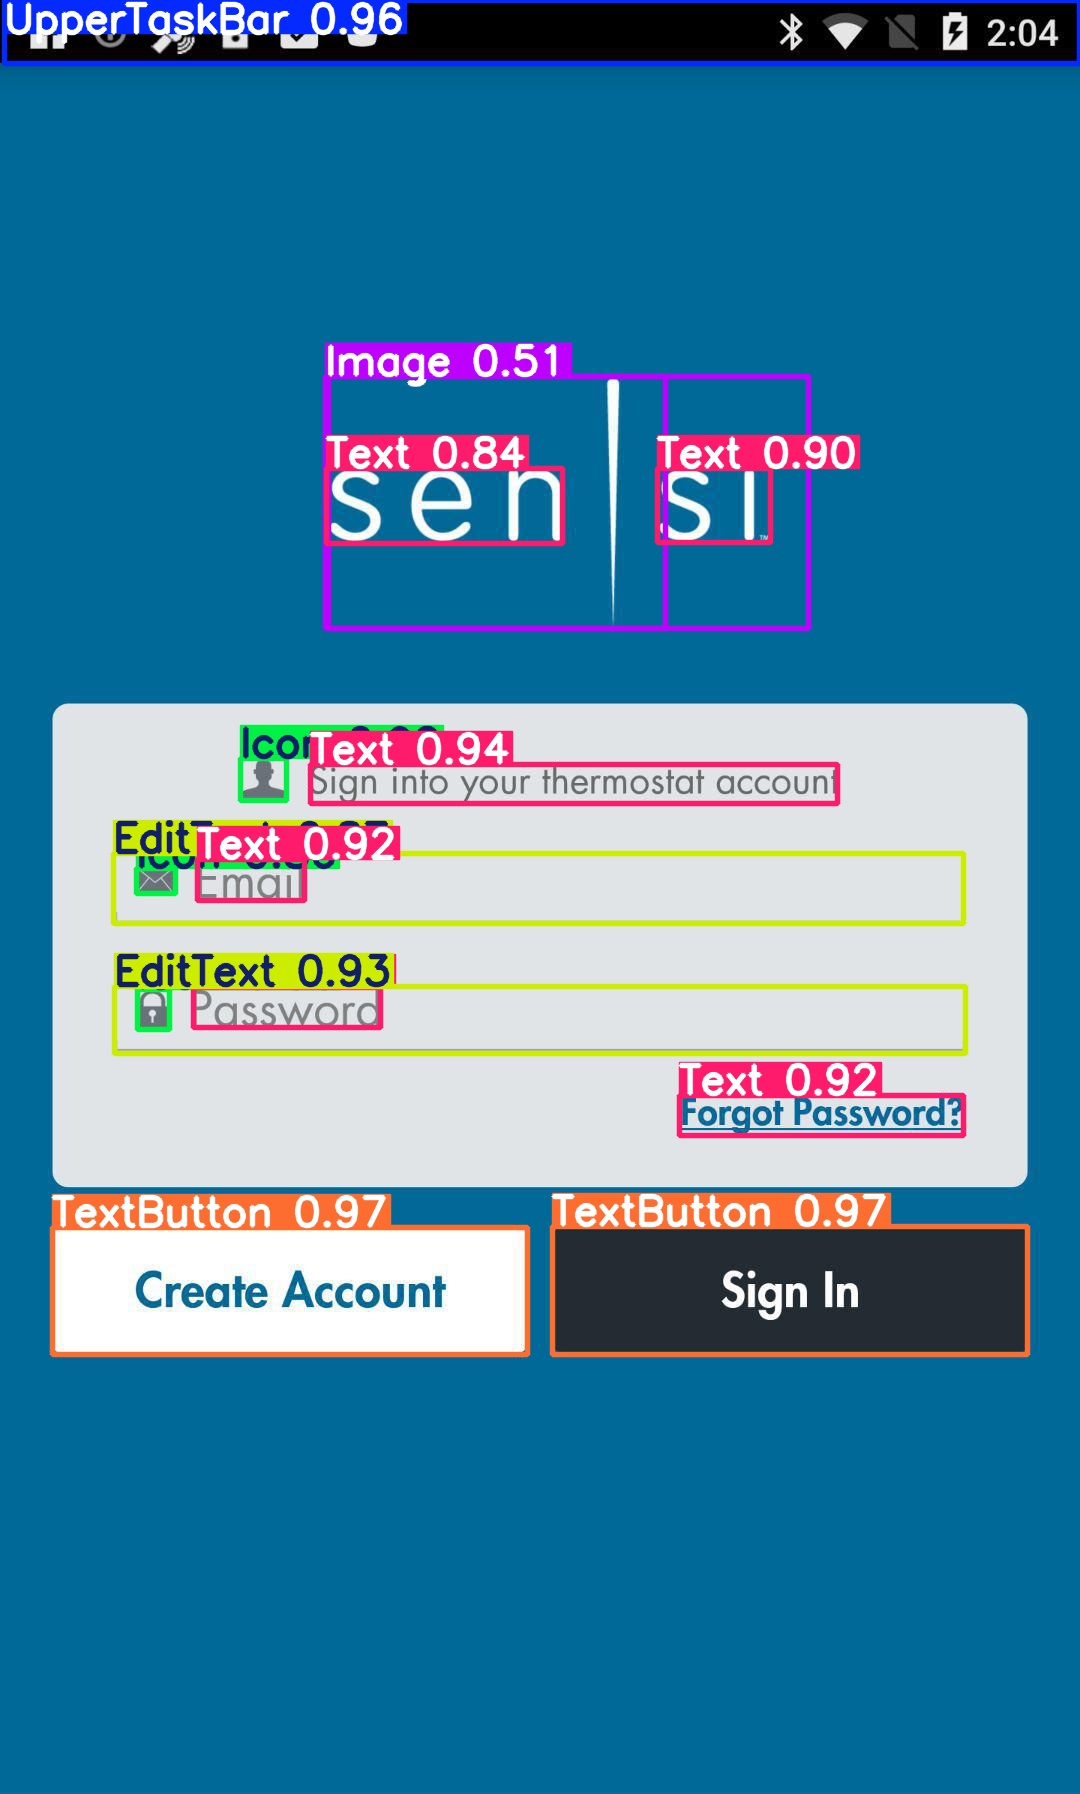 UpperTaskBar 0.96
2:04
Image 0.51
Text 0.84
Text 0.90
sen si
TM
Text 0.94
Sign into your thermostat account
Text 0.92
Email
EditText 0.93
Password
Text 0.92
Forgot Password?
TextButton 0.97
TextButton 0.97
Create Account
Sign In